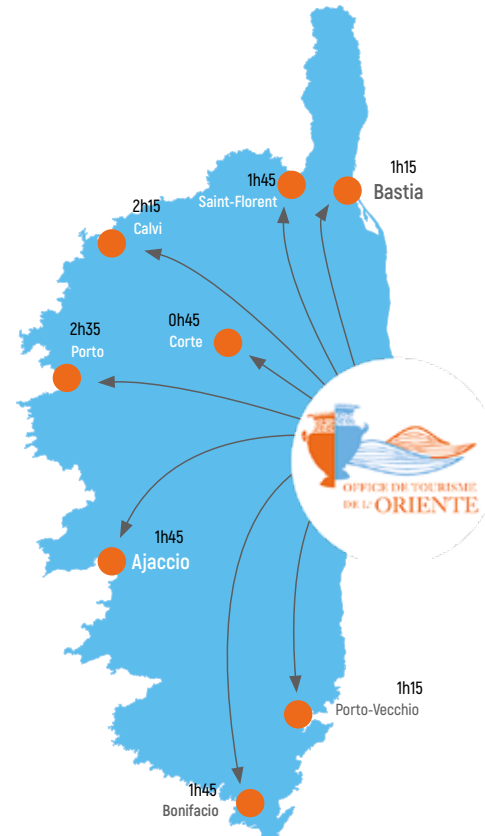 1h15
Bastia
1h45
Saint-Florent
2h15
Calvi
0h45
Corte
2h35
Porto
OFFICE DE TOURISME
DE L'ORIENTE
1h45
Ajaccio
1h15
Porto-Vecchio
1h45
Bonifacio